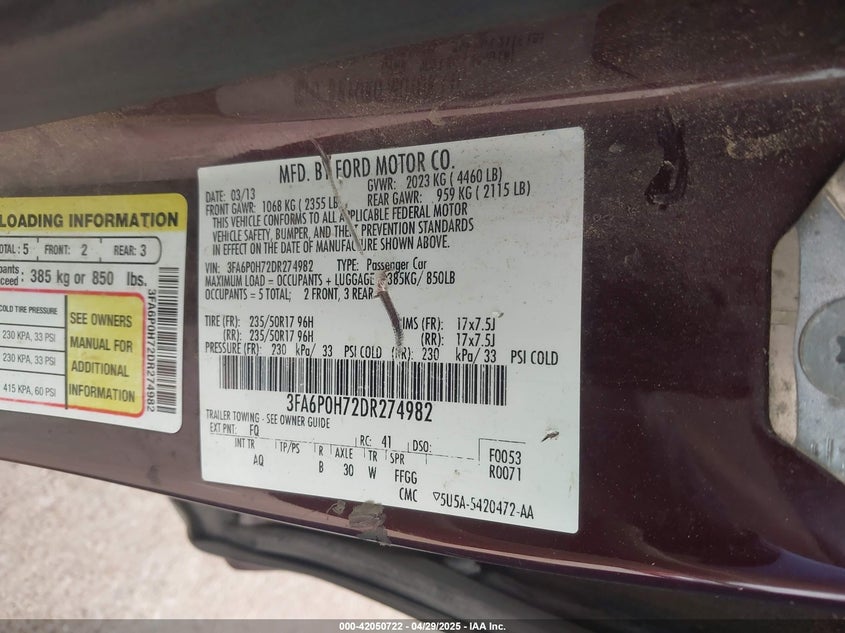 MFD. BY FORD MOTOR CO.
DATE: 03/13 GVWR: 2023 KG ( 4460 LB)
FRONT GAWR: 1068 KG ( 2355 LB) REAR GAWR: 959 KG ( 2115 LB)
THIS VEHICLE CONFORMS TO ALL APPLICABLE FEDERAL MOTOR
VEHICLE SAFETY, BUMPER, AND THEFT PREVENTION STANDARDS
IN EFFECT ON THE DATE OF MANUFACTURE SHOWN ABOVE.
VIN: 3FA6P0H72DR274982 TYPE: Passenger Car
MAXIMUM LOAD = OCCUPANTS + LUGGAGE 385KG/ 850LB
OCCUPANTS = 5 TOTAL; 2 FRONT, 3 REAR
TIRE (FR): 235/50R17 96H RIMS (FR): 17x7.5J
(RR): 235/50R17 96H (RR): 17x7.5J
PRESSURE (FR): 230 kPa/ 33 PSI COLD (RR): 230 kPa/ 33 PSI COLD
3FA6P0H72DR274982
TRAILER TOWING - SEE OWNER GUIDE
EXT PNT: FQ RC: 41 DSO: F0053
INT TR TP/PS R AXLE TR SPR R0071
AQ B 30 W FFGG
CMC 5U5A-5420472-AA
LOADING INFORMATION
TOTAL : 5 FRONT: 2 REAR: 3
385 kg or 850 lbs.
COLD TIRE PRESSURE
230 KPA, 33 PSI
230 KPA, 33 PSI
415 KPA, 60 PSI
SEE OWNERS
MANUAL FOR
ADDITIONAL
INFORMATION
3FA6P0H72DR274982
000-42050722 - 04/29/2025 - IAA Inc.